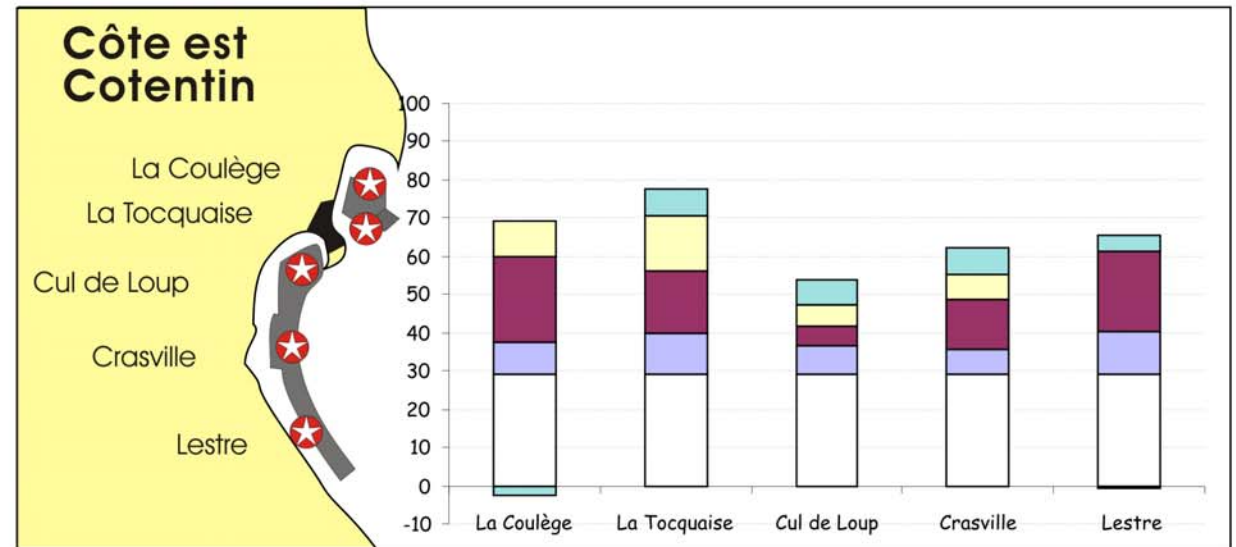 Côte est
Cotentin
La Coulège
La Tocquaise
Cul de Loup
Crasville
Lestre
100
90
80
70
60
50
40
30
20
10
0
-10
La Coulège La Tocquaise Cul de Loup Crasville Lestre